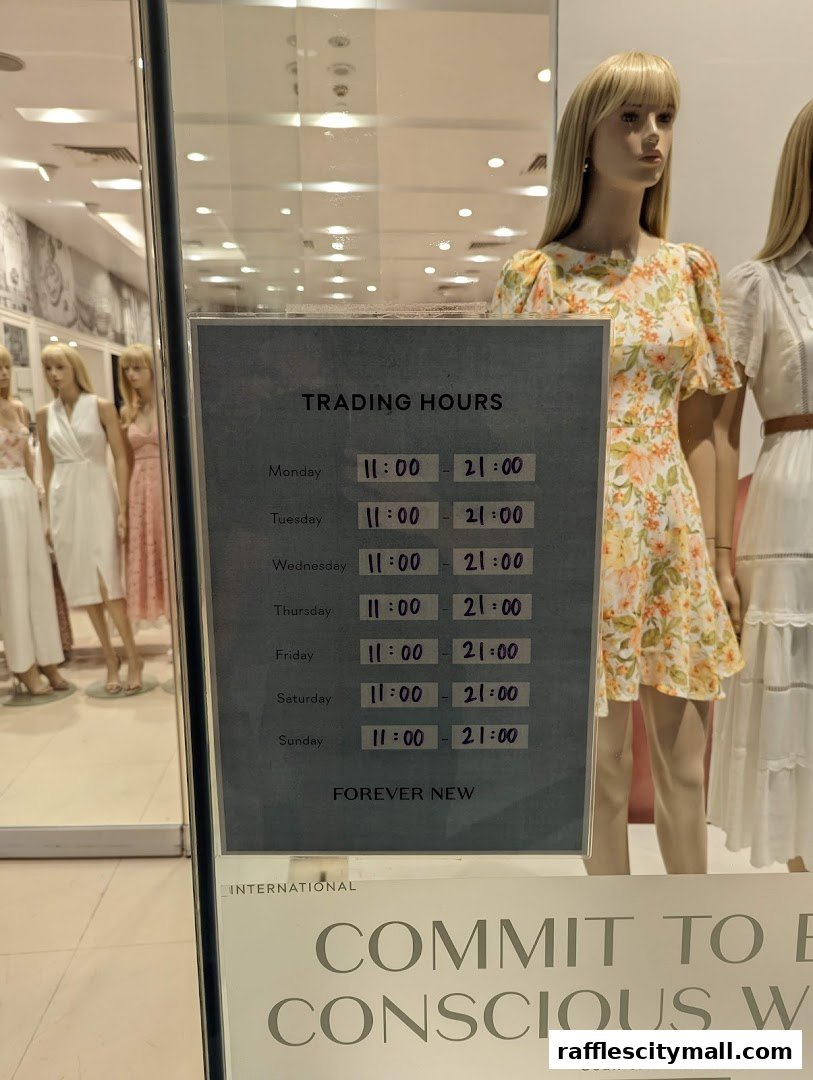 TRADING HOURS
Monday 11:00 - 21:00
Tuesday 11:00 - 21:00
Wednesday 11:00 - 21:00
Thursday 11:00 - 21:00
Friday 11:00 - 21:00
Saturday 11:00 - 21:00
Sunday 11:00 - 21:00
FOREVER NEW
INTERNATIONAL
COMMIT TO
CONSCIOUS
rafflescitymall.com